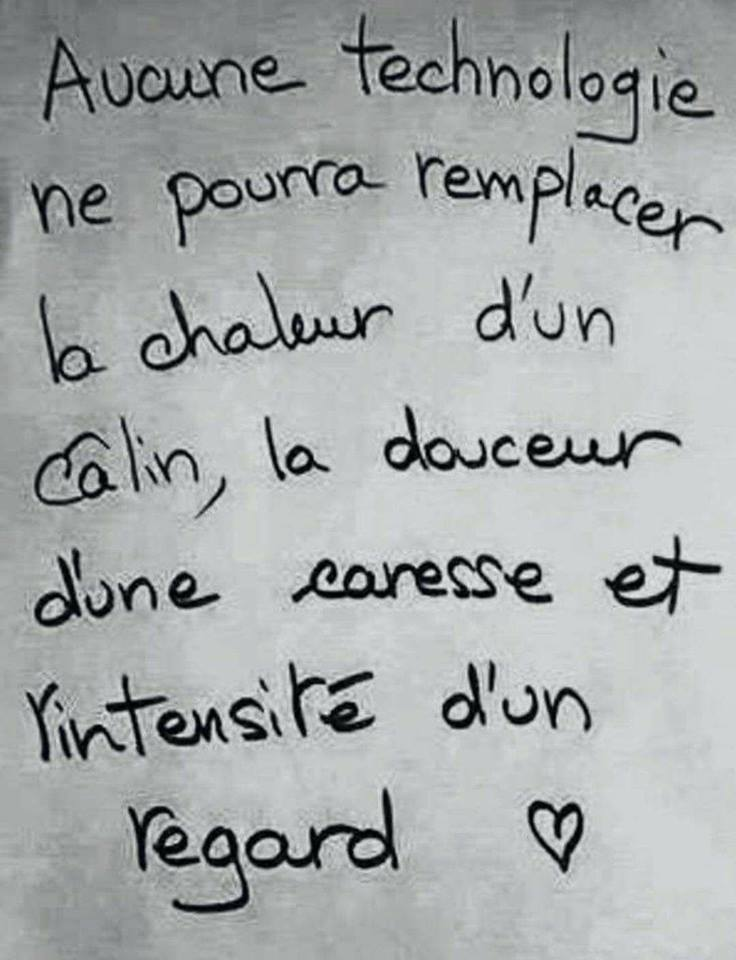 Aucune technologie
ne pourra remplacer
la chaleur d'un
câlin, la douceur
d'une caresse et
l'intensité d'un
regard ♡